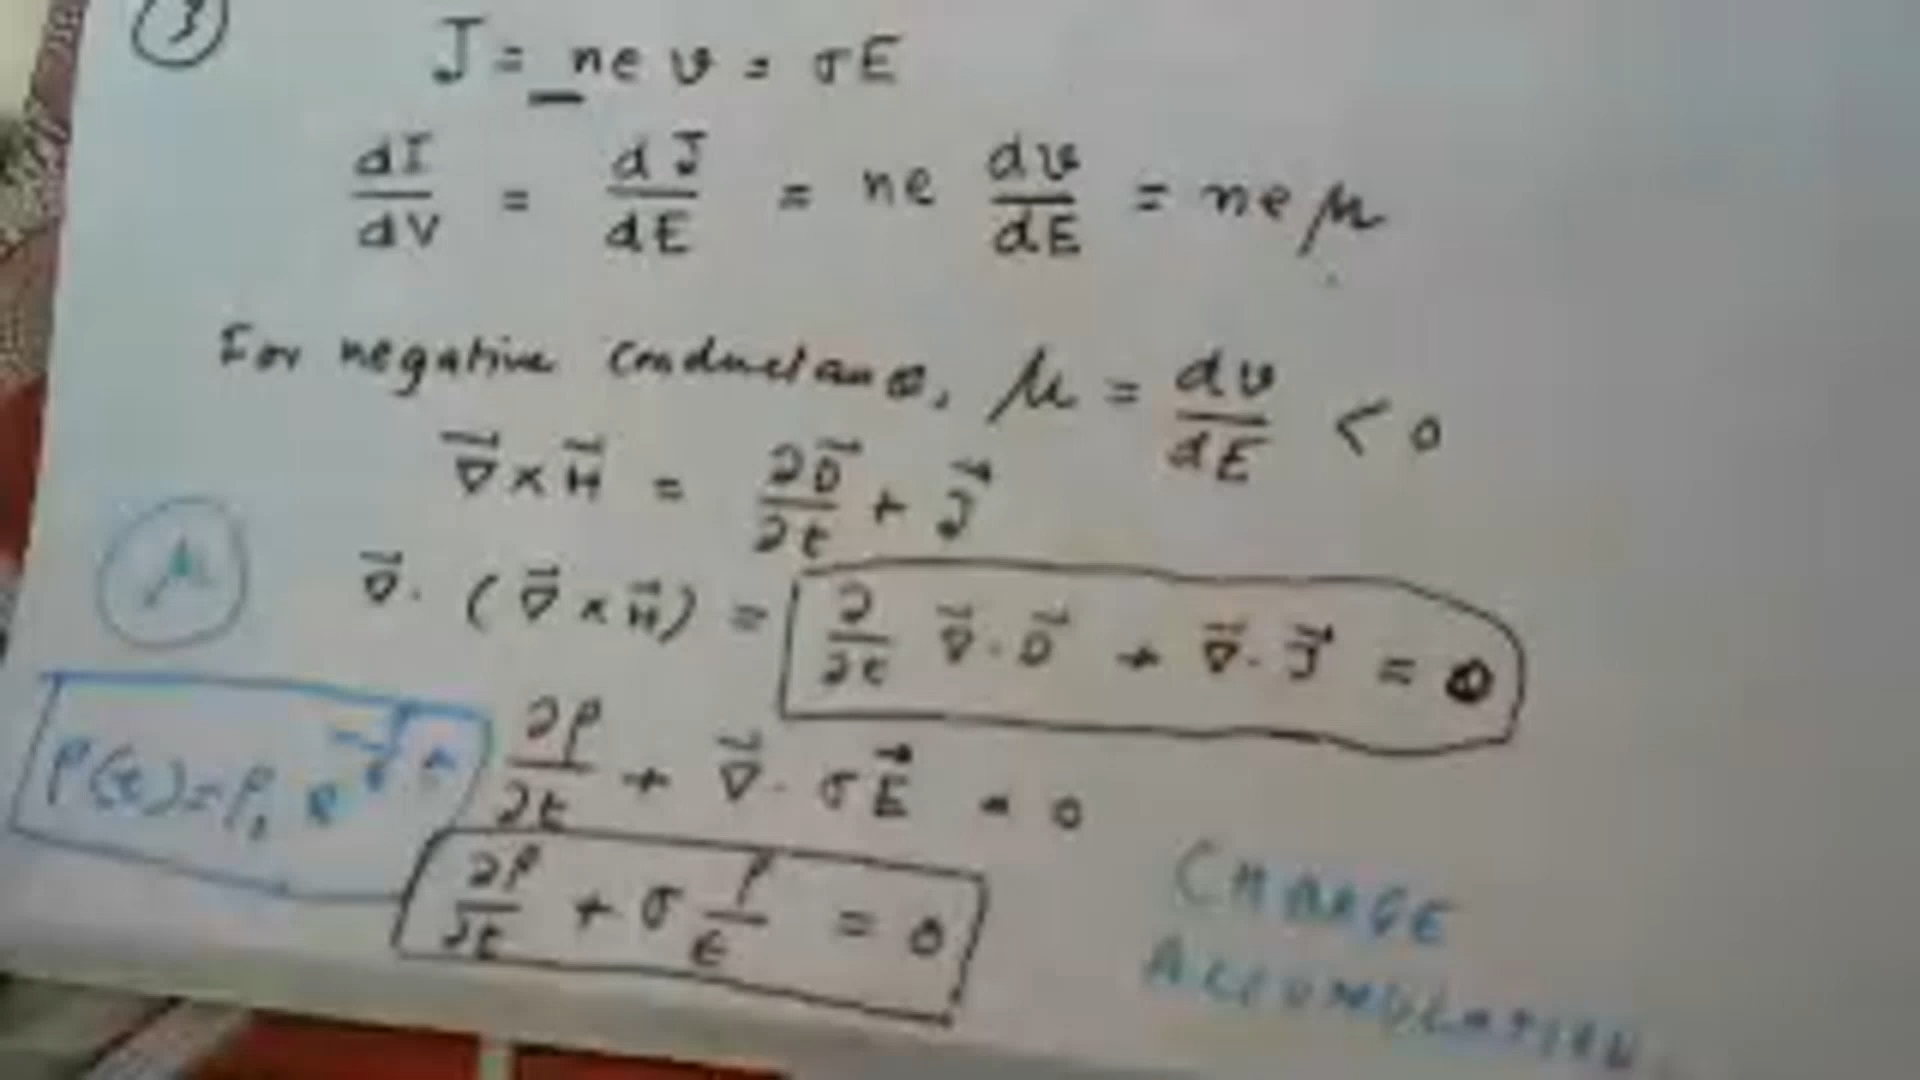 3
J = ne v = σE
dI/dV = dJ/dE = ne dv/dE = ne μ
For negative conductance, μ = dv/dE < 0
∇⃗ × H⃗ = ∂D⃗/∂t + J⃗
μ
∇⃗ · (∇⃗ × H⃗) = ∂/∂t ∇⃗ · D⃗ + ∇⃗ · J⃗ = 0
∂ρ/∂t + ∇⃗ · σE⃗ = 0
ρ(t) = ρ
∂ρ/∂t + σ ρ/ε = 0
CHARGE
ACCUMULATION